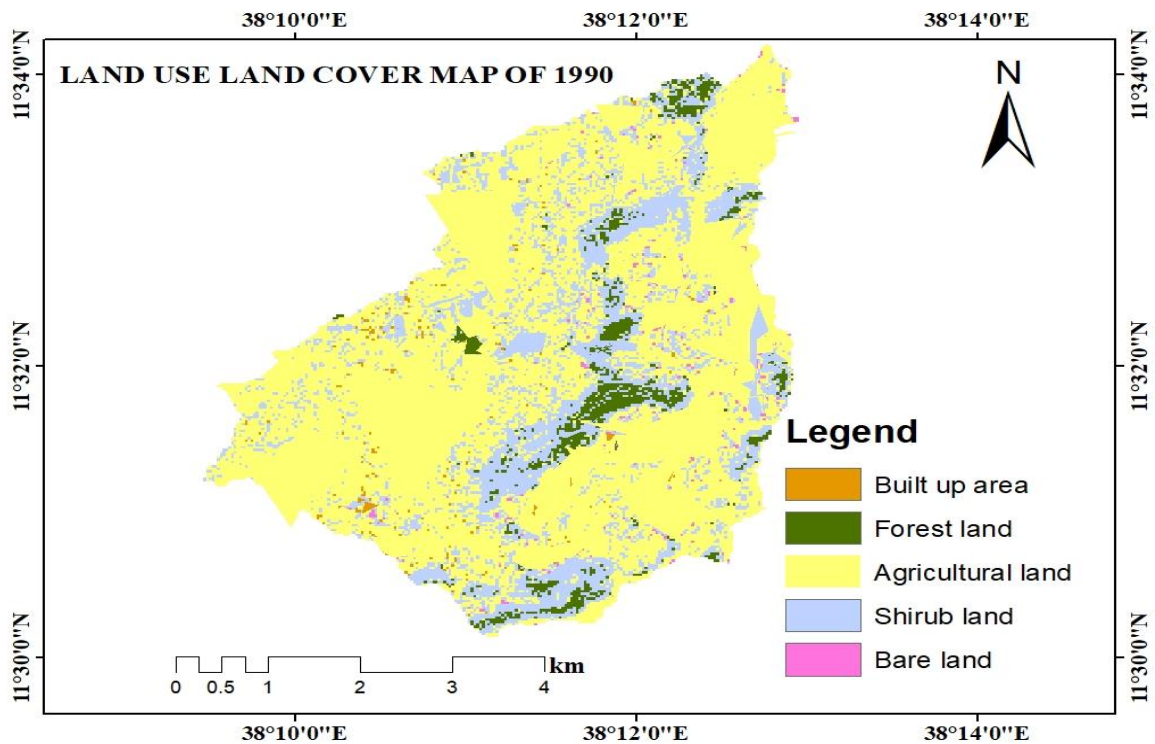 38°10'0"E 38°12'0"E 38°14'0"E
LAND USE LAND COVER MAP OF 1990
N
11°34'0"N 11°34'0"N
11°32'0"N 11°32'0"N
Legend
Built up area
Forest land
Agricultural land
Shirub land
Bare land
km
0 0.5 1 2 3 4
11°30'0"N 11°30'0"N
38°10'0"E 38°12'0"E 38°14'0"E